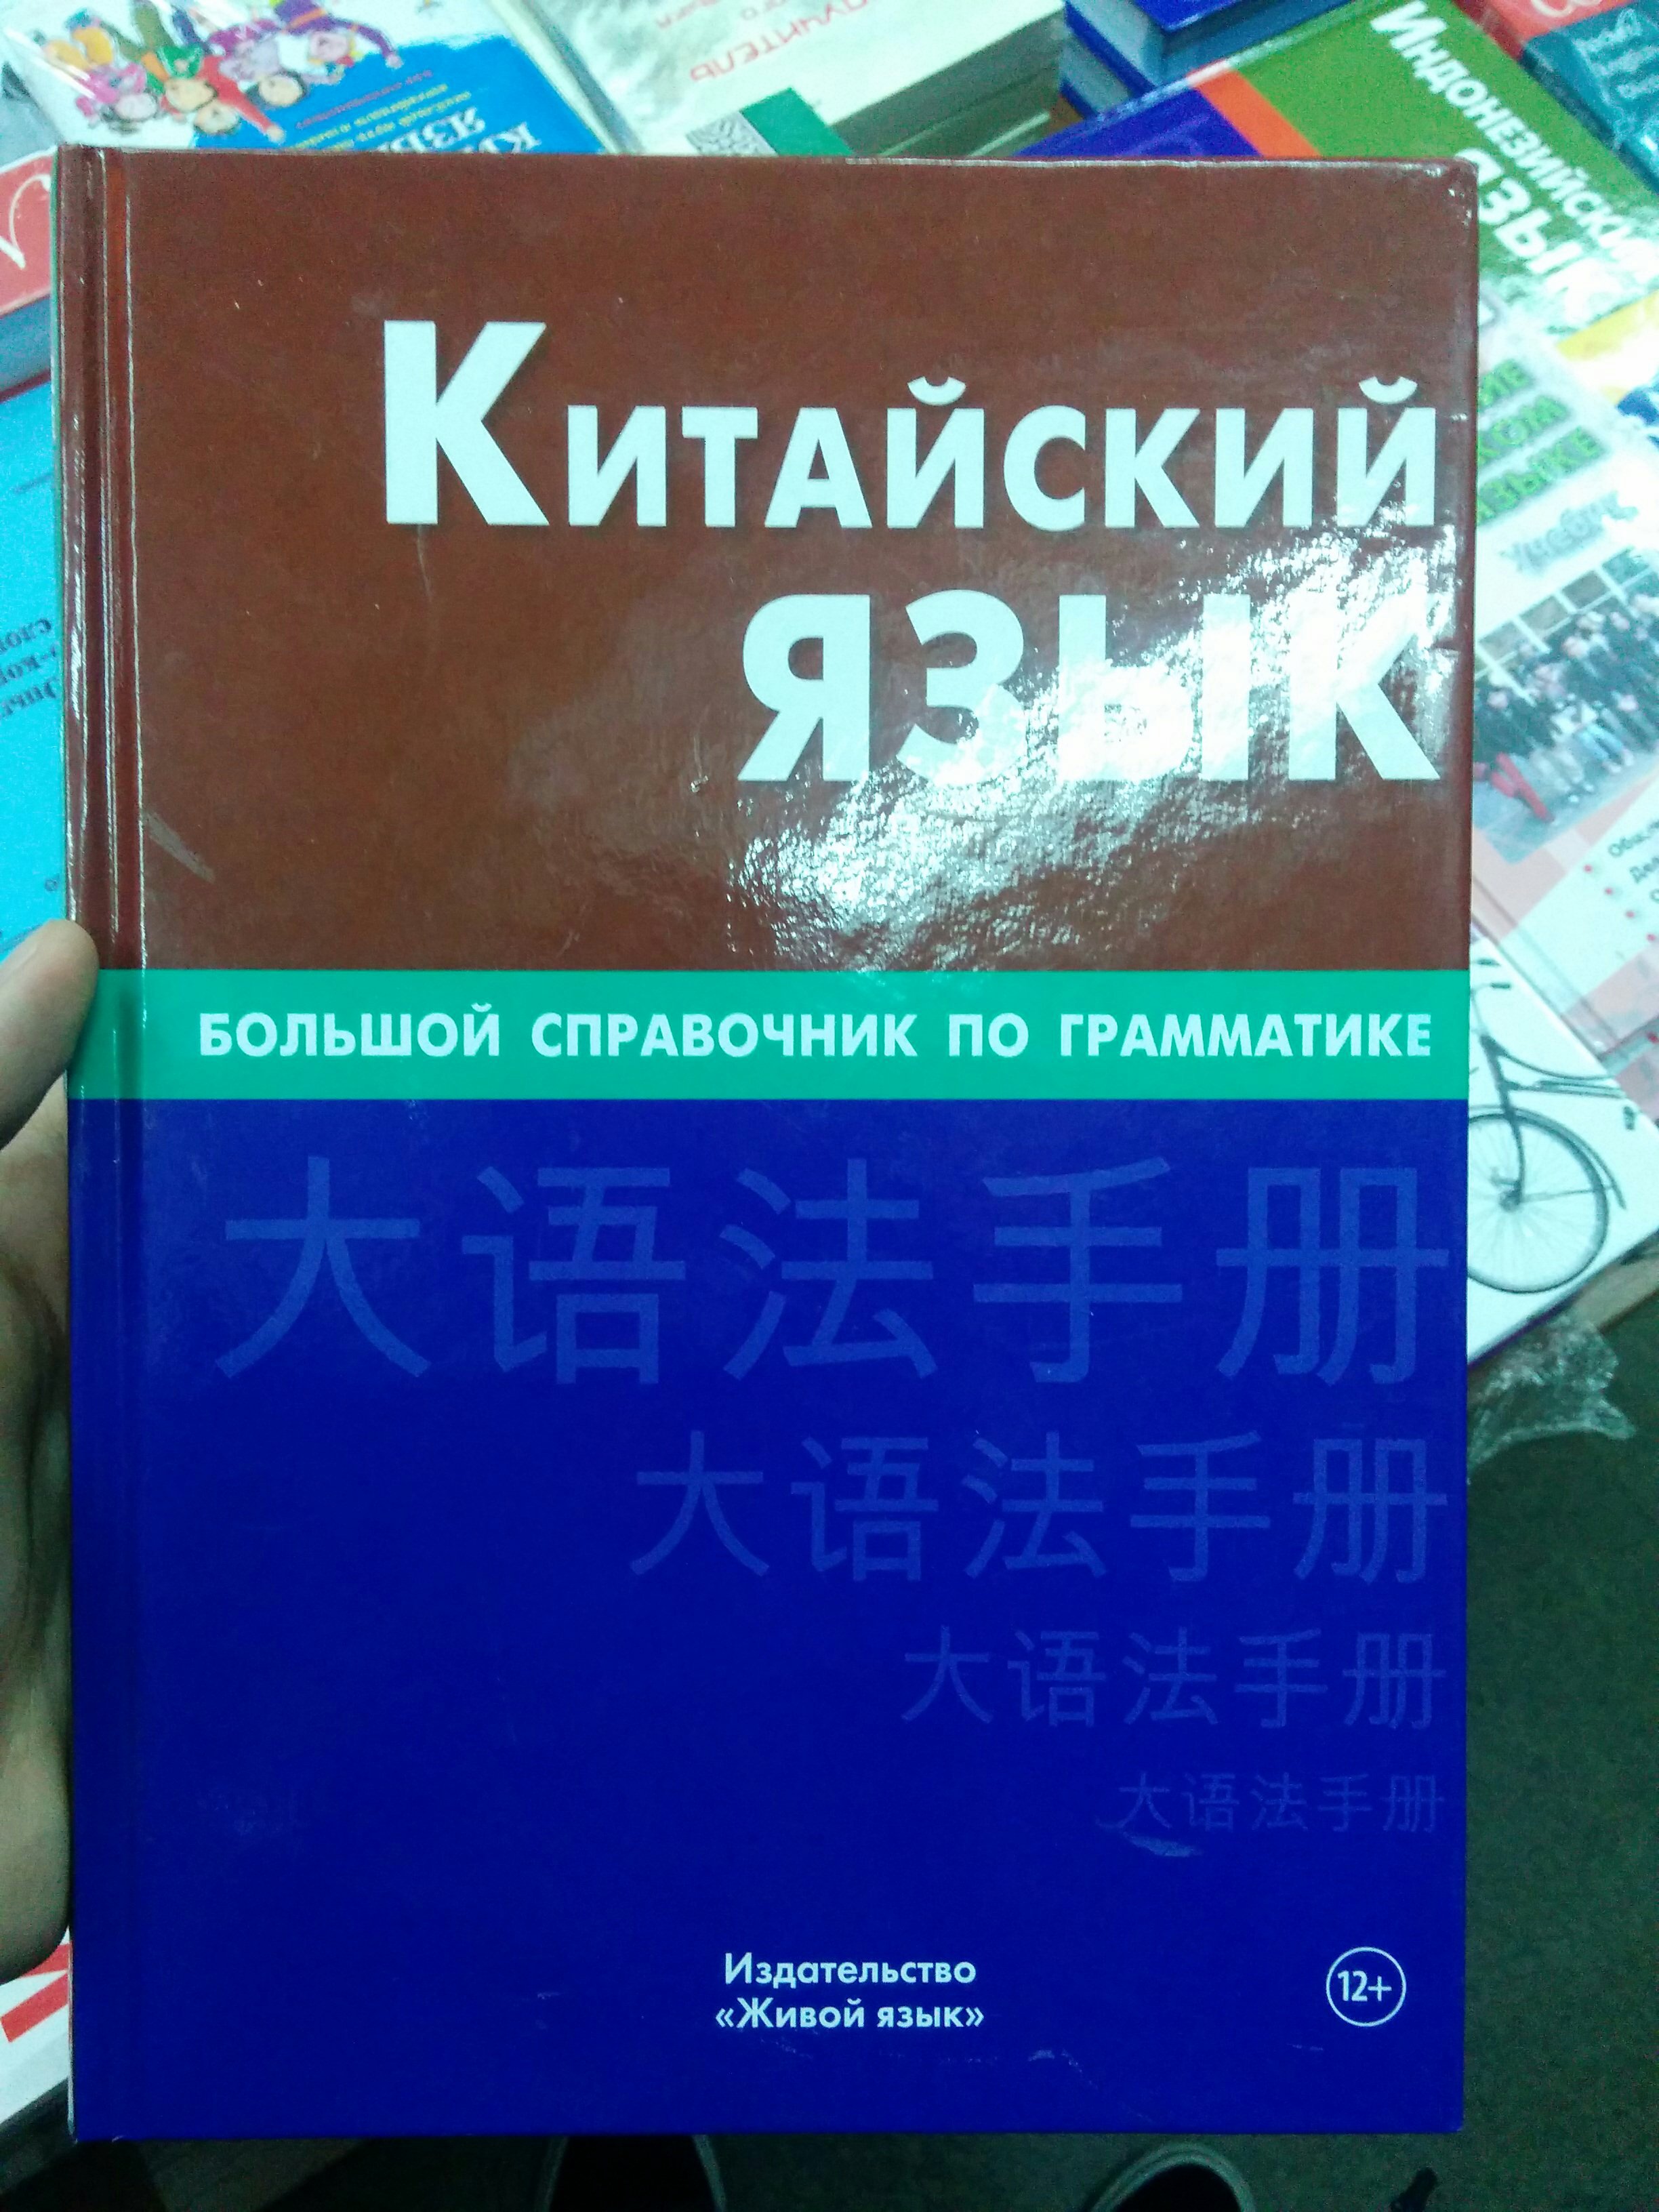 Китайский
язык
БОЛЬШОЙ СПРАВОЧНИК ПО ГРАММАТИКЕ
大语法手册
大语法手册
大语法手册
大语法手册
Издательство
«Живой язык»
12+
Индонезийский
язык